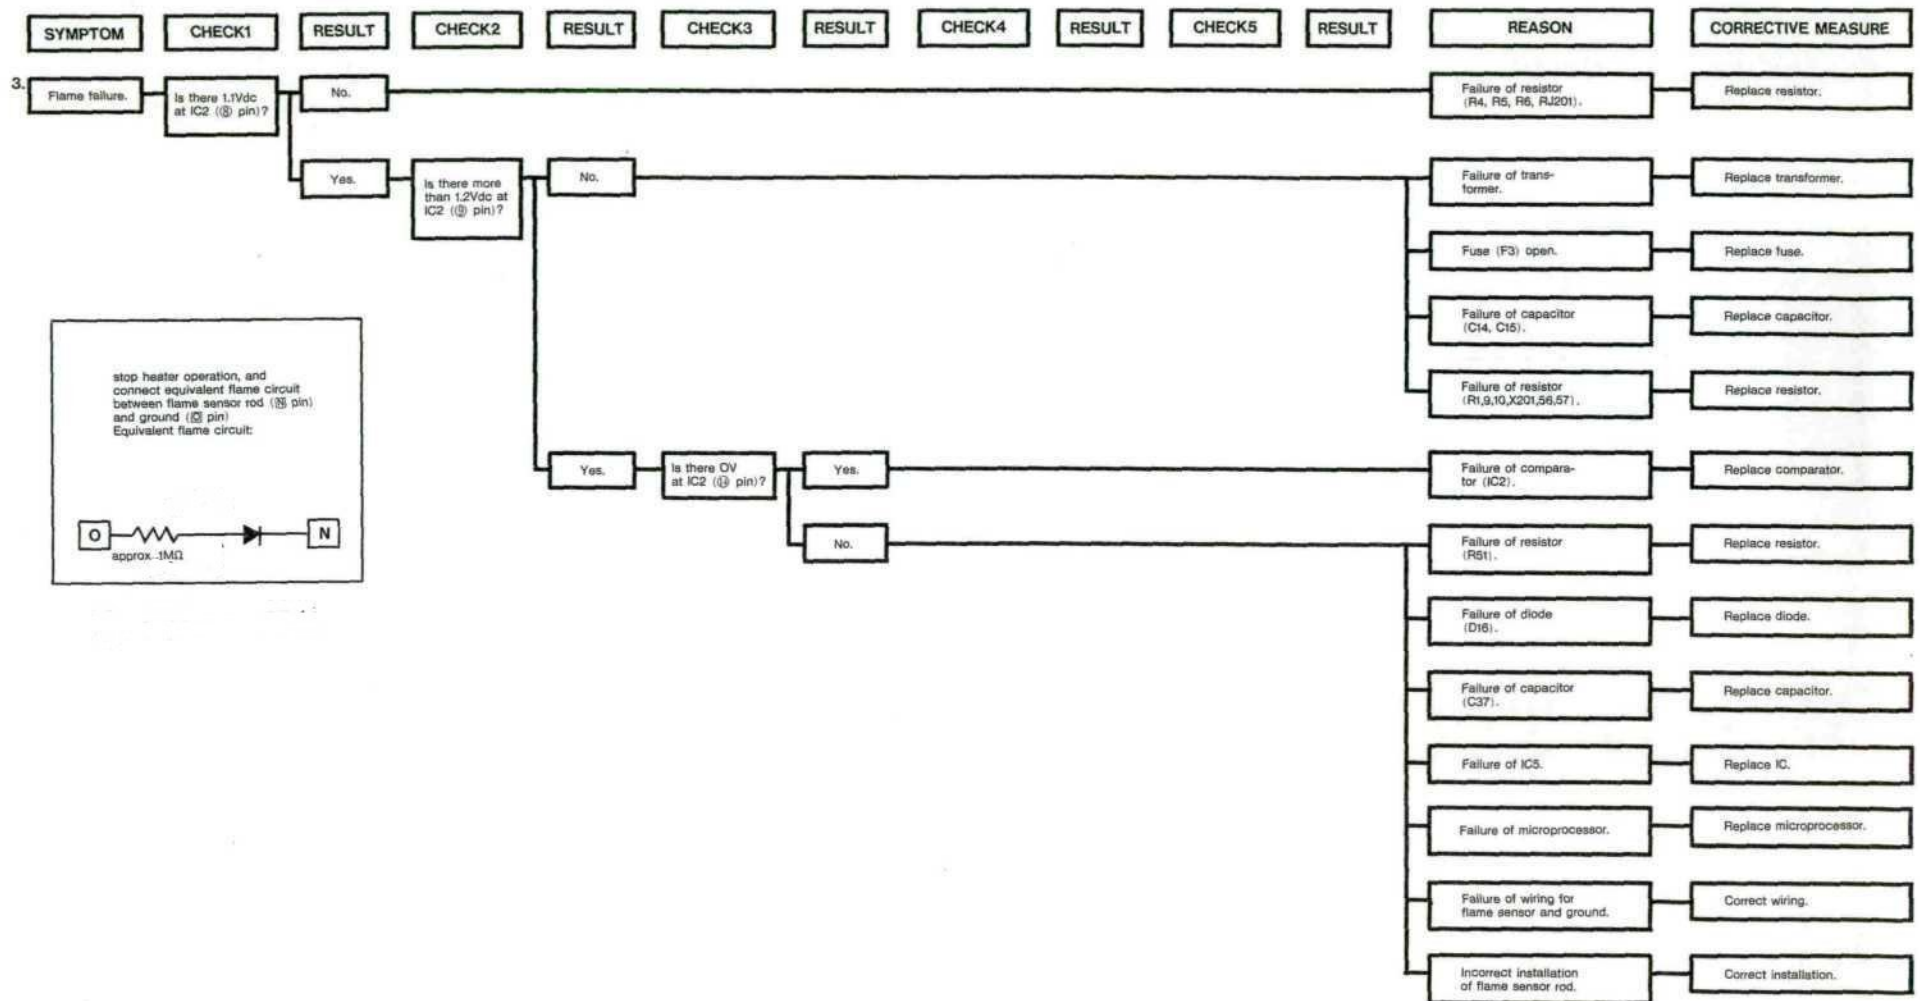 SYMPTOM CHECK1 RESULT CHECK2 RESULT CHECK3 RESULT CHECK4 RESULT CHECK5 RESULT REASON CORRECTIVE MEASURE
3.
Flame failure.
Is there 1.1Vdc
at IC2 (⑧ pin)?
No.
Failure of resistor
(R4, R5, R6, RJ201).
Replace resistor.
Yes.
Is there more
than 1.2Vdc at
IC2 (⑨ pin)?
No.
Failure of trans-
former.
Replace transformer.
Fuse (F3) open.
Replace fuse.
Failure of capacitor
(C14, C15).
Replace capacitor.
Failure of resistor
(R1,9,10,X201,56,57).
Replace resistor.
stop heater operation, and
connect equivalent flame circuit
between flame sensor rod (N pin)
and ground (O pin)
Equivalent flame circuit:
O N
approx. 1MΩ
Yes.
Is there OV
at IC2 (⑭ pin)?
Yes.
Failure of compara-
tor (IC2).
Replace comparator.
No.
Failure of resistor
(R51).
Replace resistor.
Failure of diode
(D16).
Replace diode.
Failure of capacitor
(C37).
Replace capacitor.
Failure of IC5.
Replace IC.
Failure of microprocessor.
Replace microprocessor.
Failure of wiring for
flame sensor and ground.
Correct wiring.
Incorrect installation
of flame sensor rod.
Correct installation.